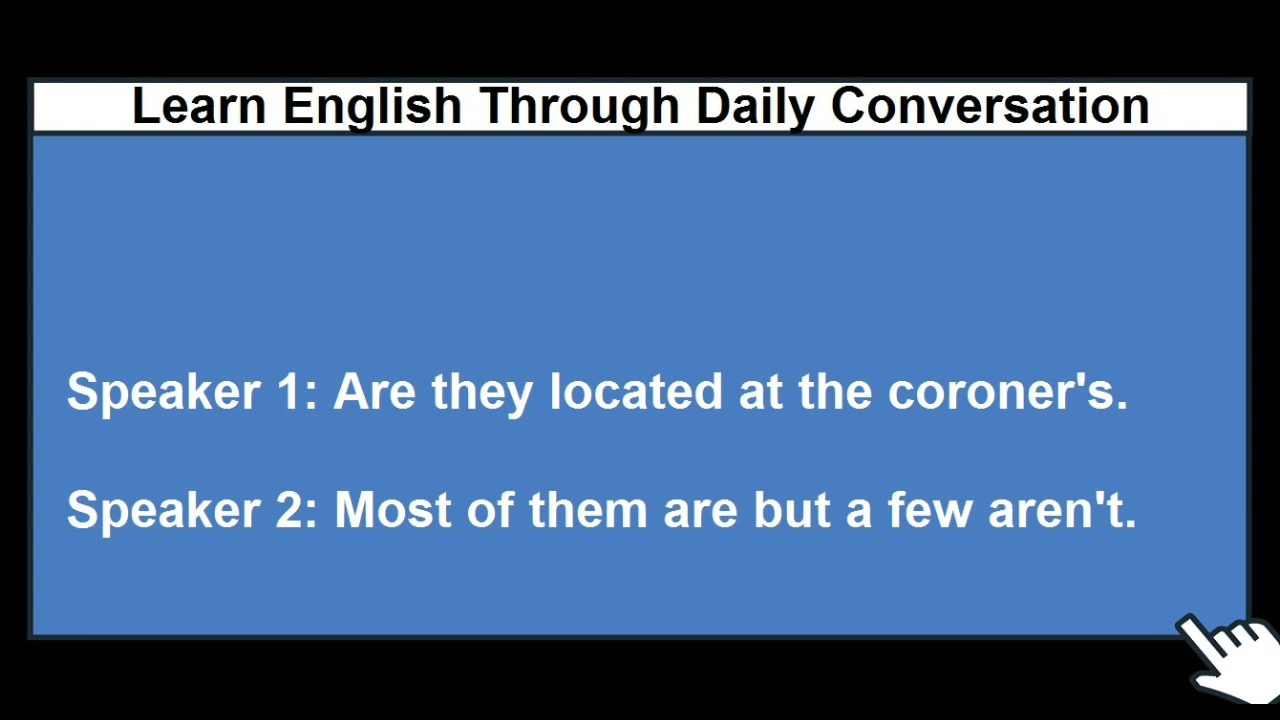 Learn English Through Daily Conversation
Speaker 1: Are they located at the coroner's.
Speaker 2: Most of them are but a few aren't.